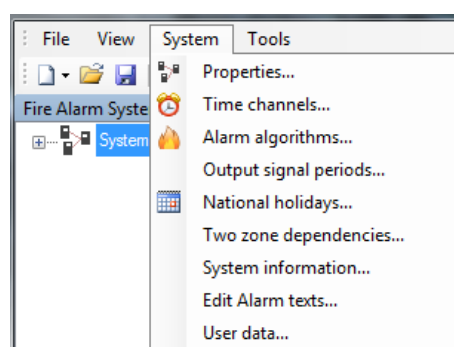 File View System Tools
Properties...
Fire Alarm Syste
Time channels...
System
Alarm algorithms...
Output signal periods...
National holidays...
Two zone dependencies...
System information...
Edit Alarm texts...
User data...